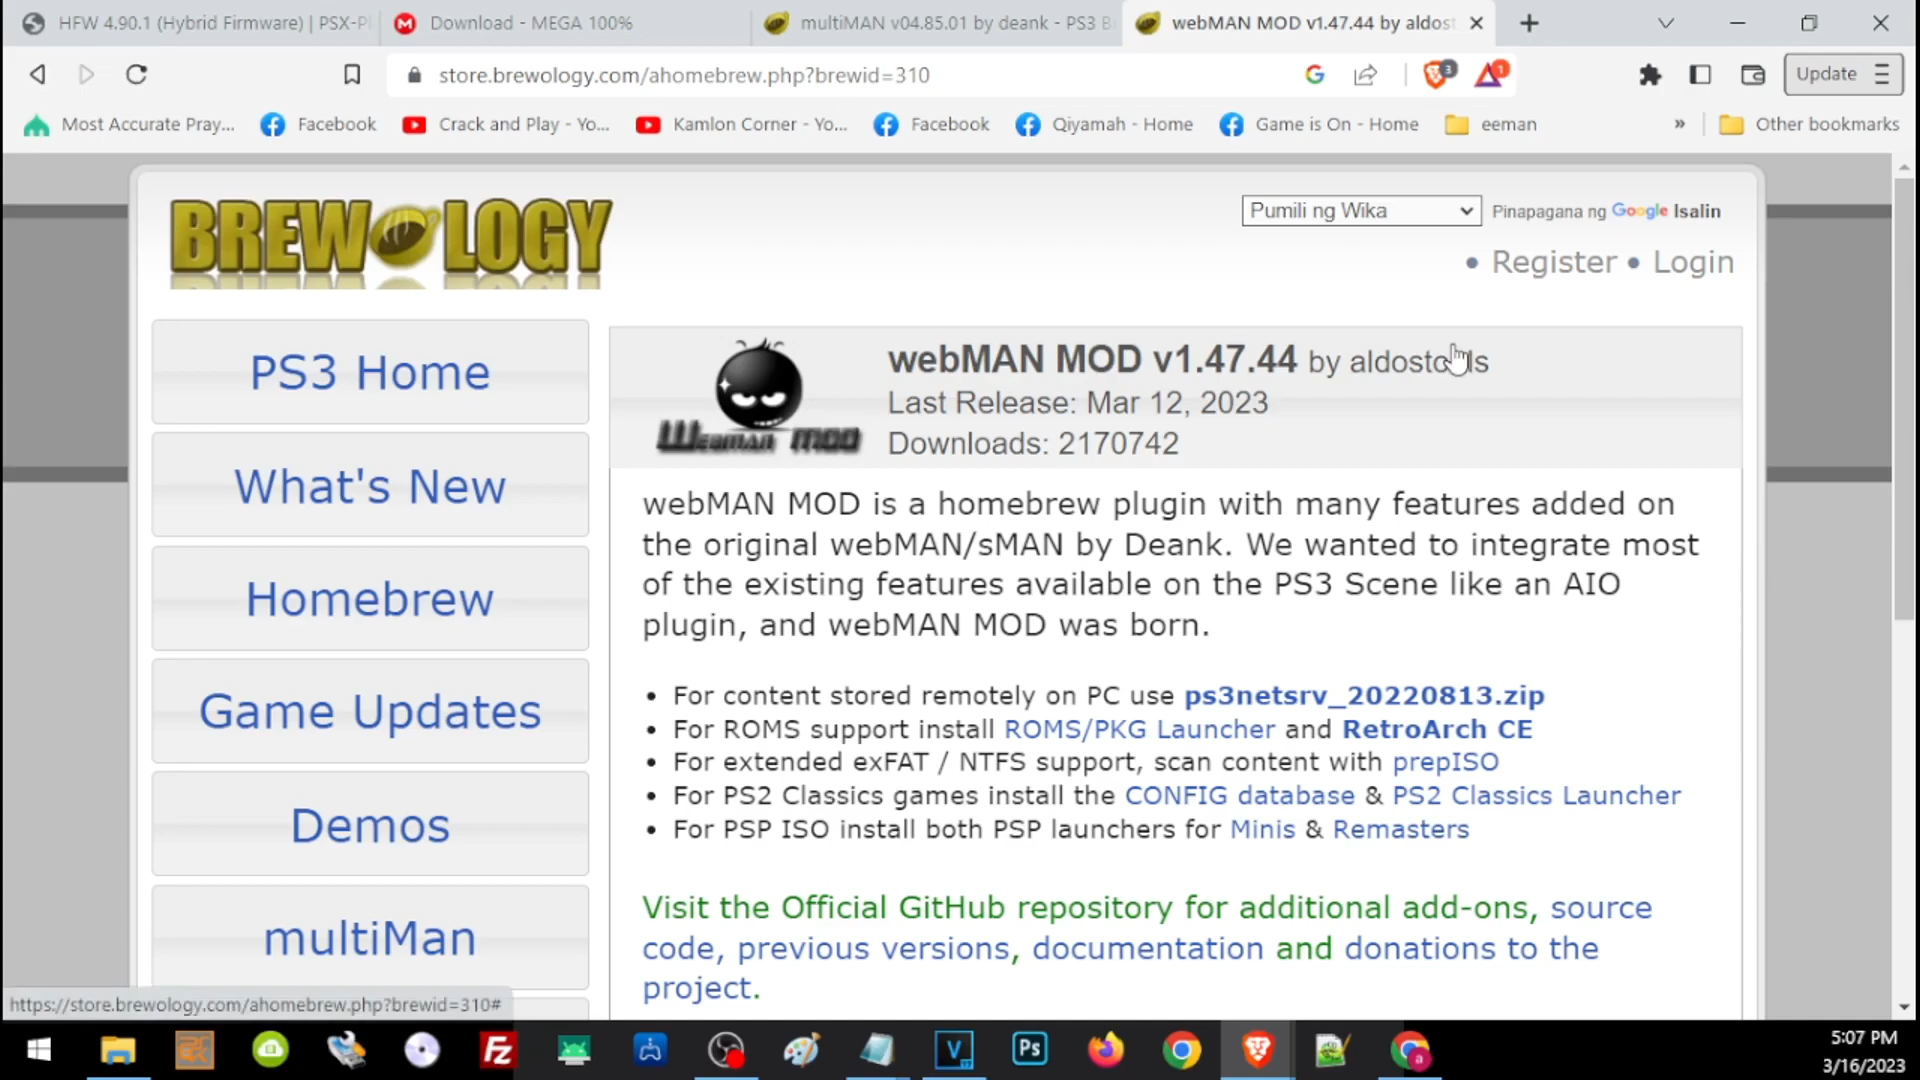 HFW 4.90.1 (Hybrid Firmware) | PSX-Pl
Download - MEGA 100%
multiMAN v04.85.01 by deank - PS3 B
webMAN MOD v1.47.44 by aldos
store.brewology.com/ahomebrew.php?brewid=310
3
1
Update
Most Accurate Pray...
Facebook
Crack and Play - Yo...
Kamlon Corner - Yo...
Facebook
Qiyamah - Home
Game is On - Home
eeman
»
Other bookmarks
BREWOLOGY
Pumili ng Wika
Pinapagana ng Google Isalin
• Register • Login
PS3 Home
What's New
Homebrew
Game Updates
Demos
multiMan
Webman MOD
webMAN MOD v1.47.44 by aldostools
Last Release: Mar 12, 2023
Downloads: 2170742
webMAN MOD is a homebrew plugin with many features added on
the original webMAN/sMAN by Deank. We wanted to integrate most
of the existing features available on the PS3 Scene like an AIO
plugin, and webMAN MOD was born.
• For content stored remotely on PC use ps3netsrv_20220813.zip
• For ROMS support install ROMS/PKG Launcher and RetroArch CE
• For extended exFAT / NTFS support, scan content with prepISO
• For PS2 Classics games install the CONFIG database & PS2 Classics Launcher
• For PSP ISO install both PSP launchers for Minis & Remasters
Visit the Official GitHub repository for additional add-ons, source
code, previous versions, documentation and donations to the
project.
https://store.brewology.com/ahomebrew.php?brewid=310#
FZ
V
Ps
a
5:07 PM
3/16/2023